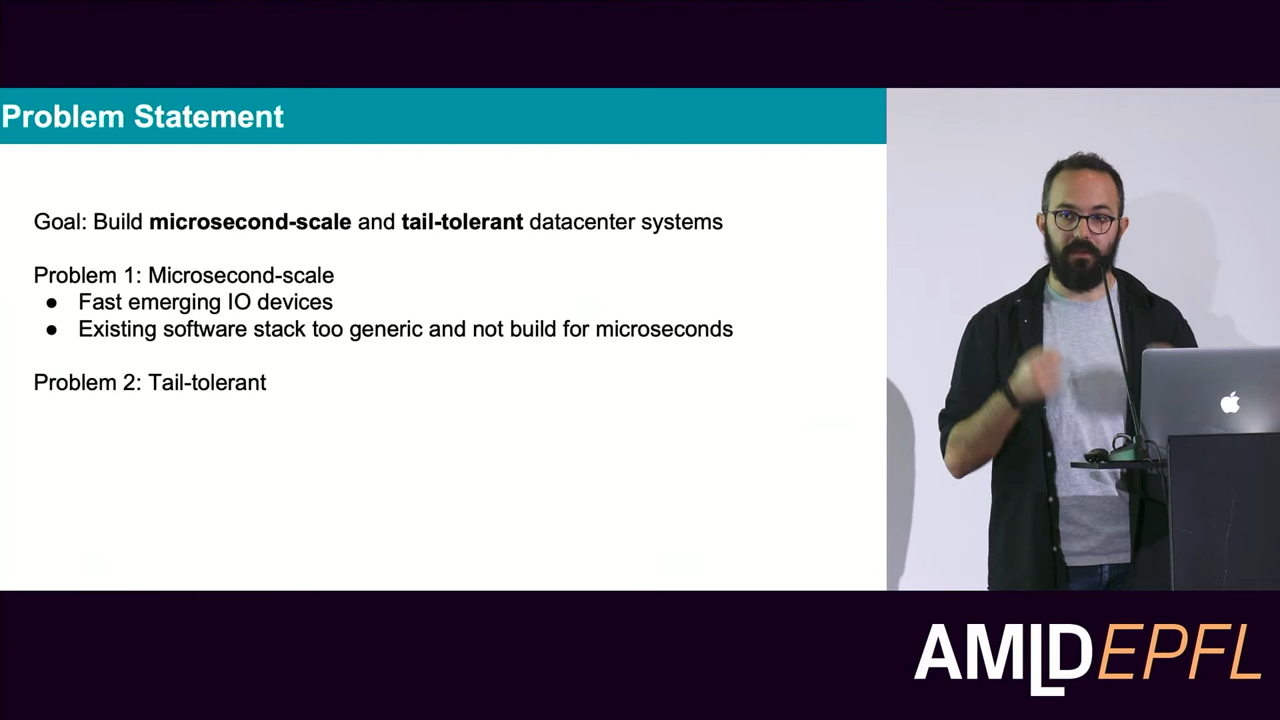 Problem Statement
Goal: Build microsecond-scale and tail-tolerant datacenter systems
Problem 1: Microsecond-scale
● Fast emerging IO devices
● Existing software stack too generic and not build for microseconds
Problem 2: Tail-tolerant
AMLD EPFL